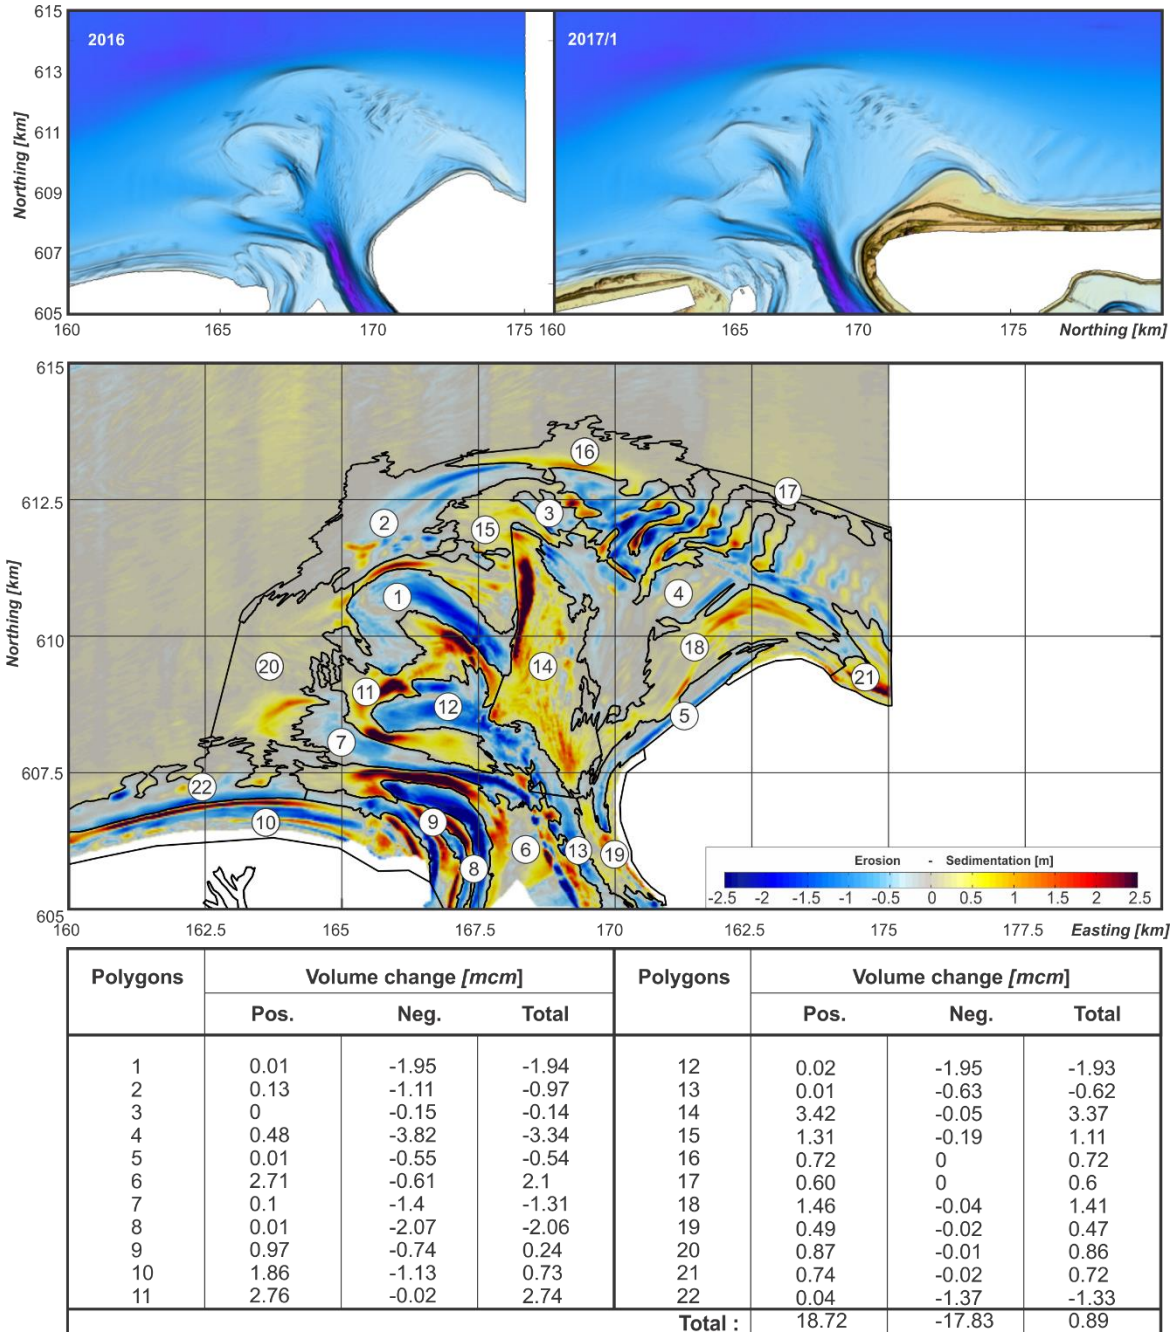 615
613
611
609
607
605
Northing [km]
2016
2017/1
160 165 170 175 160 165 170 175 Northing [km]
615
612.5
610
607.5
605
Northing [km]
16
17
2
15
3
1
4
20
14
18
11
12
21
7
5
22
10
9
8
6
13
19
Erosion - Sedimentation [m]
-2.5 -2 -1.5 -1 -0.5 0 0.5 1 1.5 2 2.5
160 162.5 165 167.5 170 162.5 175 177.5 Easting [km]
Polygons Volume change [mcm] Polygons Volume change [mcm]
Pos. Neg. Total Pos. Neg. Total
1 0.01 -1.95 -1.94 12 0.02 -1.95 -1.93
2 0.13 -1.11 -0.97 13 0.01 -0.63 -0.62
3 0 -0.15 -0.14 14 3.42 -0.05 3.37
4 0.48 -3.82 -3.34 15 1.31 -0.19 1.11
5 0.01 -0.55 -0.54 16 0.72 0 0.72
6 2.71 -0.61 2.1 17 0.60 0 0.6
7 0.1 -1.4 -1.31 18 1.46 -0.04 1.41
8 0.01 -2.07 -2.06 19 0.49 -0.02 0.47
9 0.97 -0.74 0.24 20 0.87 -0.01 0.86
10 1.86 -1.13 0.73 21 0.74 -0.02 0.72
11 2.76 -0.02 2.74 22 0.04 -1.37 -1.33
Total : 18.72 -17.83 0.89